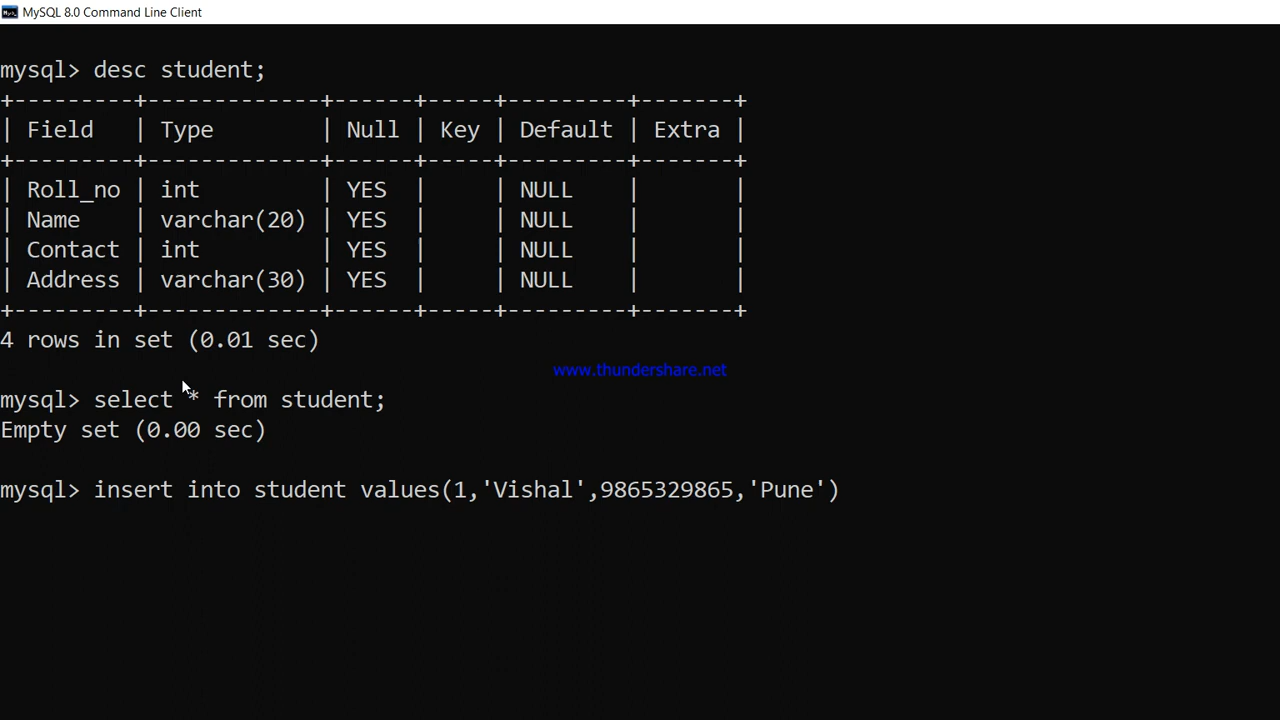 MySQL 8.0 Command Line Client
mysql> desc student;
+---------+-------------+------+-----+---------+-------+
| Field   | Type        | Null | Key | Default | Extra |
+---------+-------------+------+-----+---------+-------+
| Roll_no | int         | YES  |     | NULL    |       |
| Name    | varchar(20) | YES  |     | NULL    |       |
| Contact | int         | YES  |     | NULL    |       |
| Address | varchar(30) | YES  |     | NULL    |       |
+---------+-------------+------+-----+---------+-------+
4 rows in set (0.01 sec)
www.thundershare.net
mysql> select * from student;
Empty set (0.00 sec)
mysql> insert into student values(1,'Vishal',9865329865,'Pune')